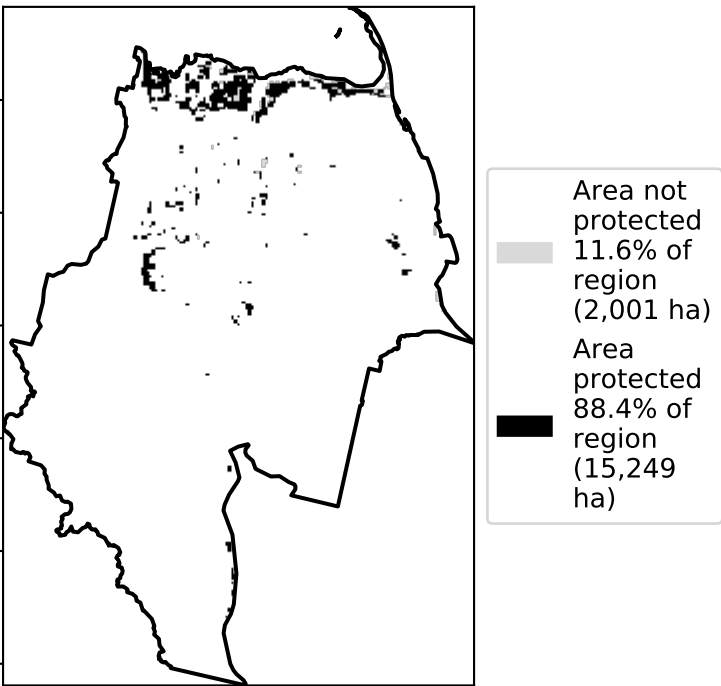 Area not
protected
11.6% of
region
(2,001 ha)
Area
protected
88.4% of
region
(15,249
ha)